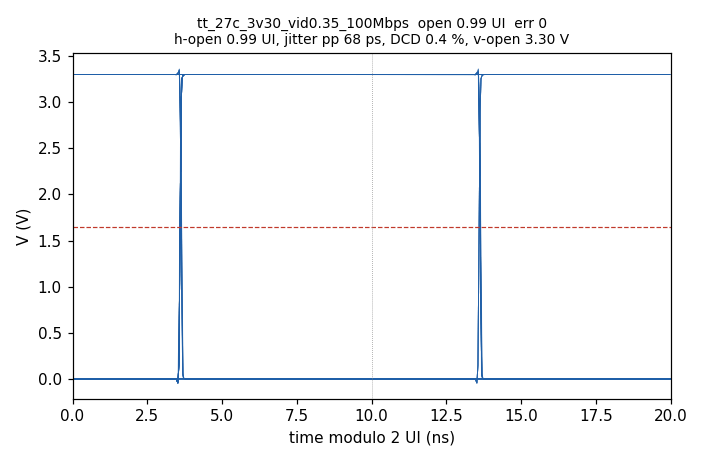 tt_27c_3v30_vid0.35_100Mbps  open 0.99 UI  err 0
h-open 0.99 UI, jitter pp 68 ps, DCD 0.4 %, v-open 3.30 V
3.5
3.0
2.5
2.0
1.5
1.0
0.5
0.0
V (V)
0.0 2.5 5.0 7.5 10.0 12.5 15.0 17.5 20.0
time modulo 2 UI (ns)